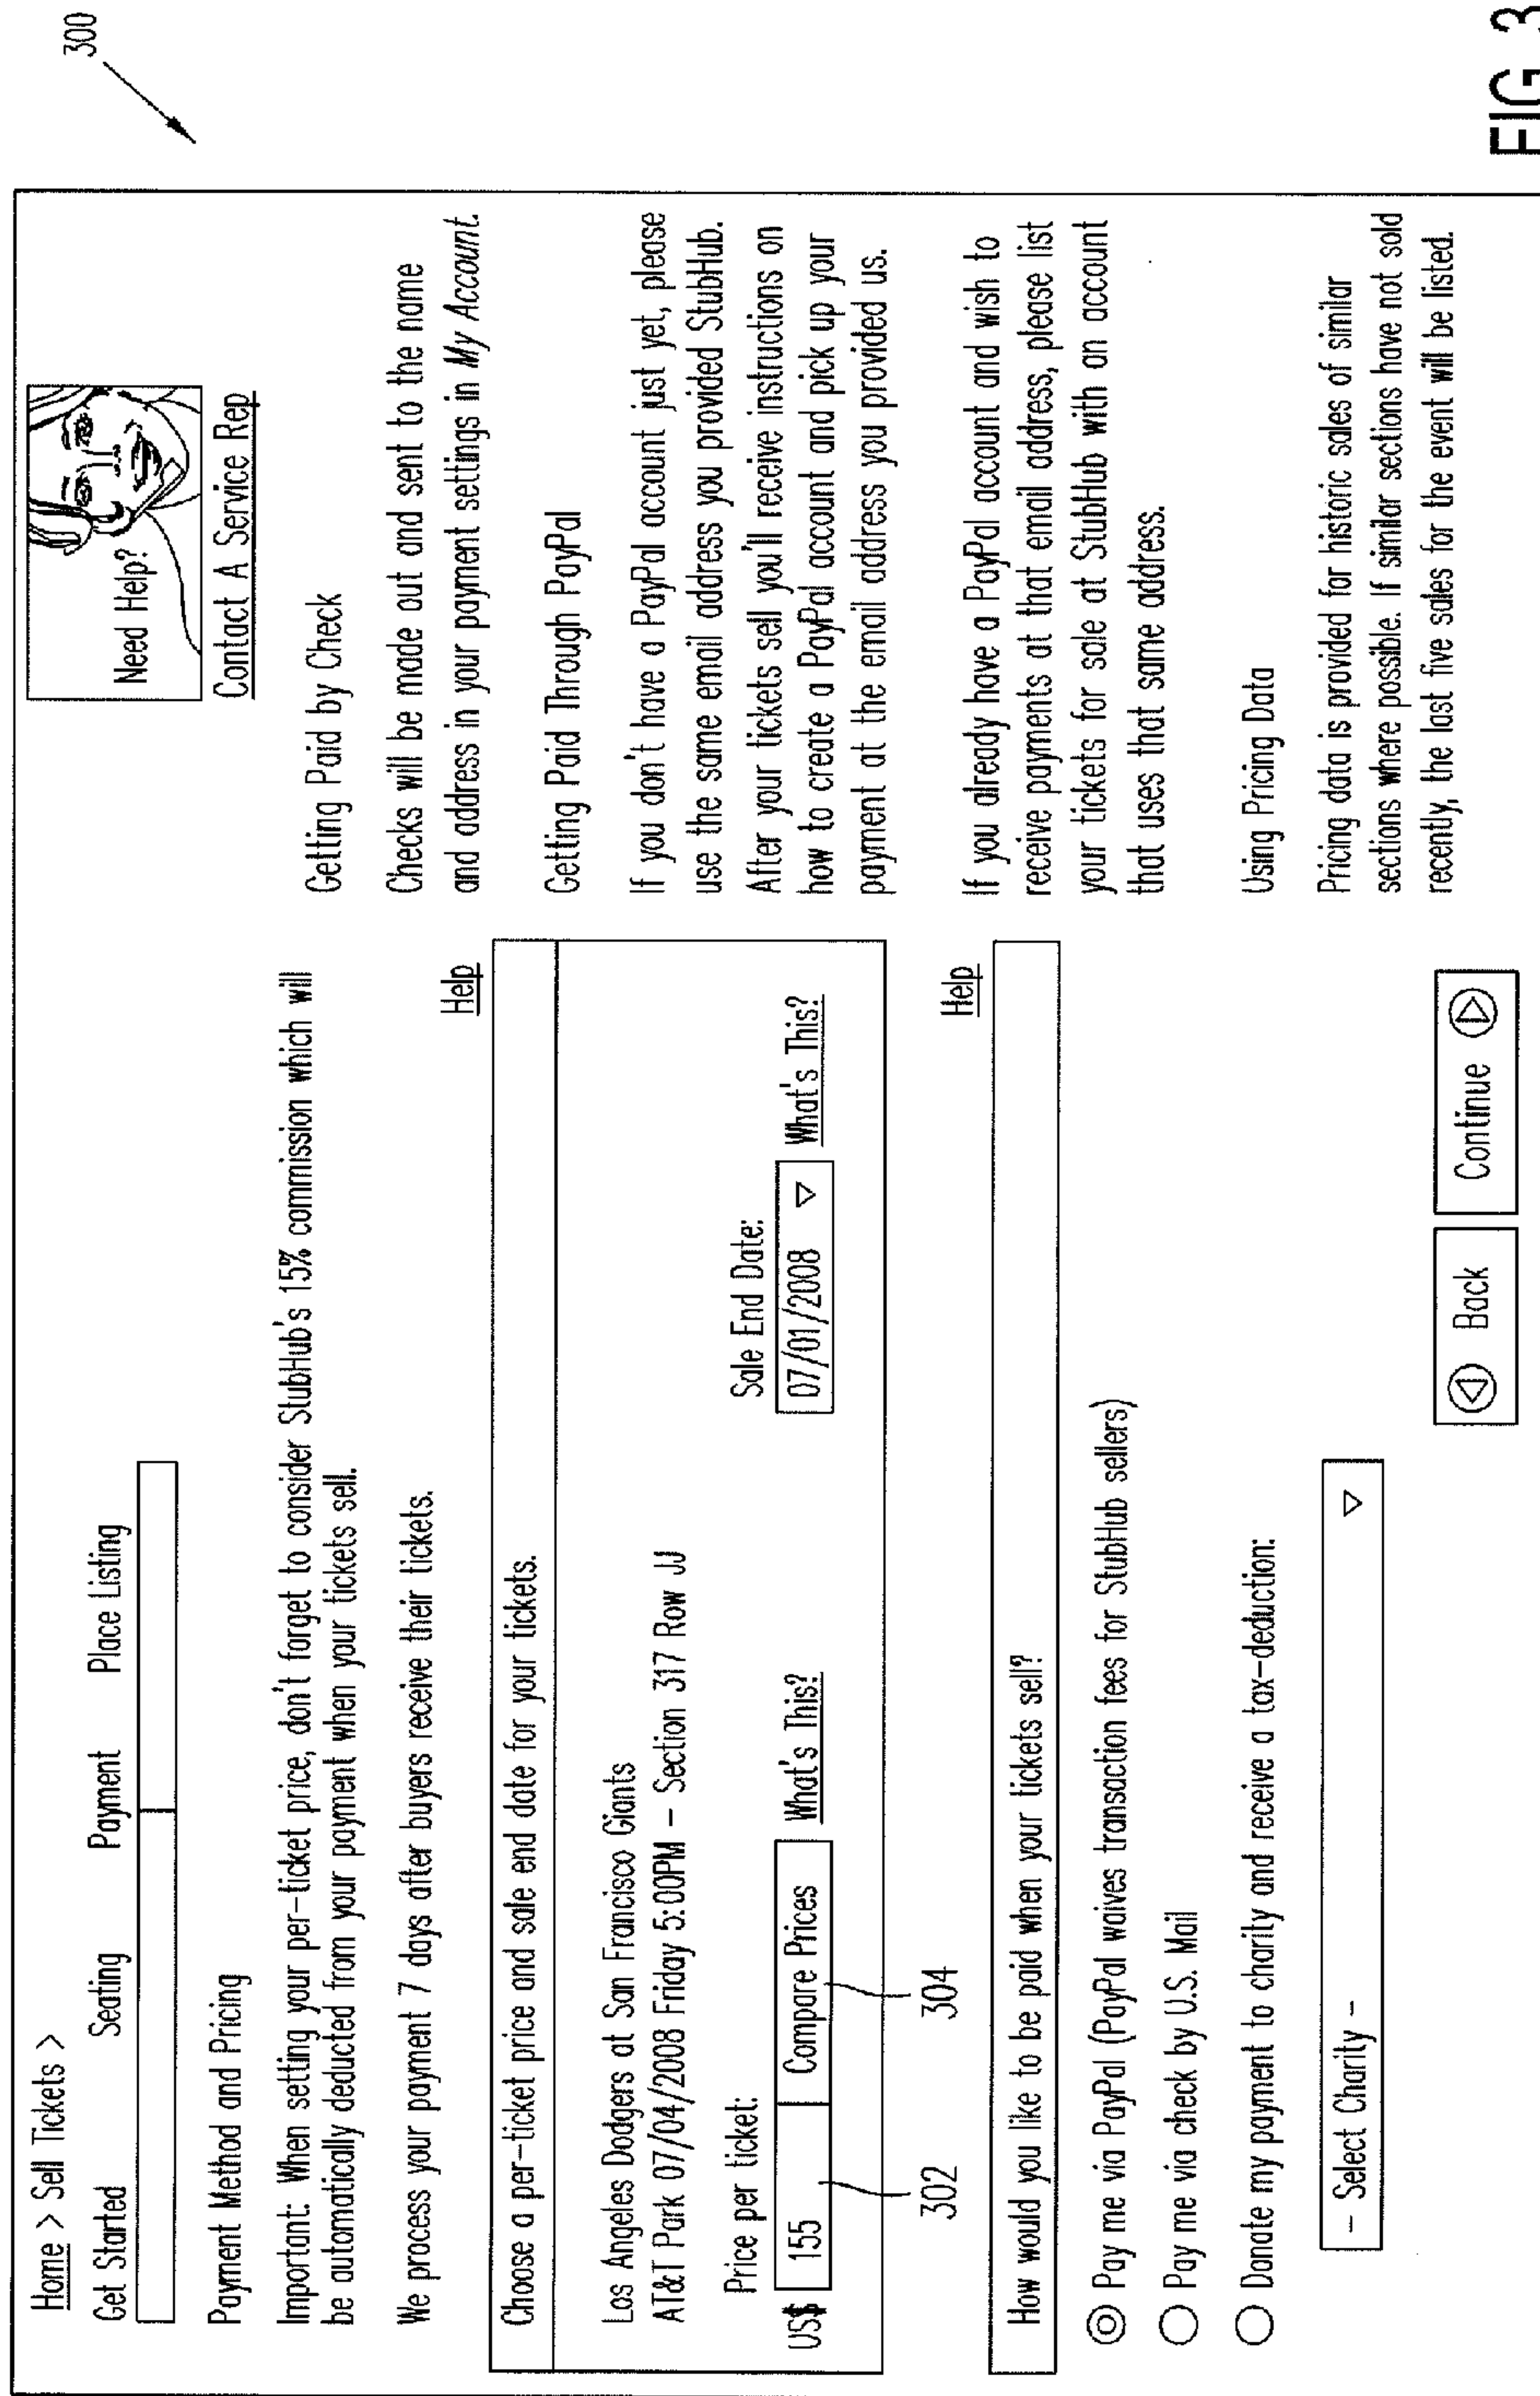 300
Home > Sell Tickets >
Get Started Seating Payment Place Listing
Need Help?
Contact A Service Rep
Payment Method and Pricing
Important: When setting your per-ticket price, don't forget to consider StubHub's 15% commission which will
be automatically deducted from your payment when your tickets sell.
We process your payment 7 days after buyers receive their tickets.
Help
Choose a per-ticket price and sale end date for your tickets.
Los Angeles Dodgers at San Francisco Giants
AT&T Park 07/04/2008 Friday 5:00PM - Section 317 Row JJ
Price per ticket:
US$ 155 Compare Prices What's This?
Sale End Date:
07/01/2008 What's This?
302
304
Help
How would you like to be paid when your tickets sell?
Pay me via PayPal (PayPal waives transaction fees for StubHub sellers)
Pay me via check by U.S. Mail
Donate my payment to charity and receive a tax-deduction:
- Select Charity -
Back Continue
Getting Paid by Check
Checks will be made out and sent to the name
and address in your payment settings in My Account.
Getting Paid Through PayPal
If you don't have a PayPal account just yet, please
use the same email address you provided StubHub.
After your tickets sell you'll receive instructions on
how to create a PayPal account and pick up your
payment at the email address you provided us.
If you already have a PayPal account and wish to
receive payments at that email address, please list
your tickets for sale at StubHub with an account
that uses that same address.
Using Pricing Data
Pricing data is provided for historic sales of similar
sections where possible. If similar sections have not sold
recently, the last five sales for the event will be listed.
FIG. 3